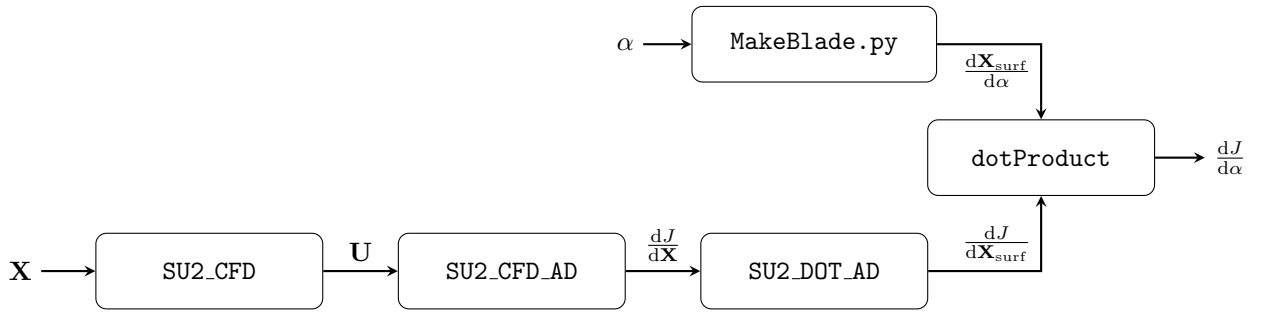 α
MakeBlade.py
d𝐗_surf/dα
dotProduct
dJ/dα
𝐗
SU2_CFD
𝐔
SU2_CFD_AD
dJ/d𝐗
SU2_DOT_AD
dJ/d𝐗_surf